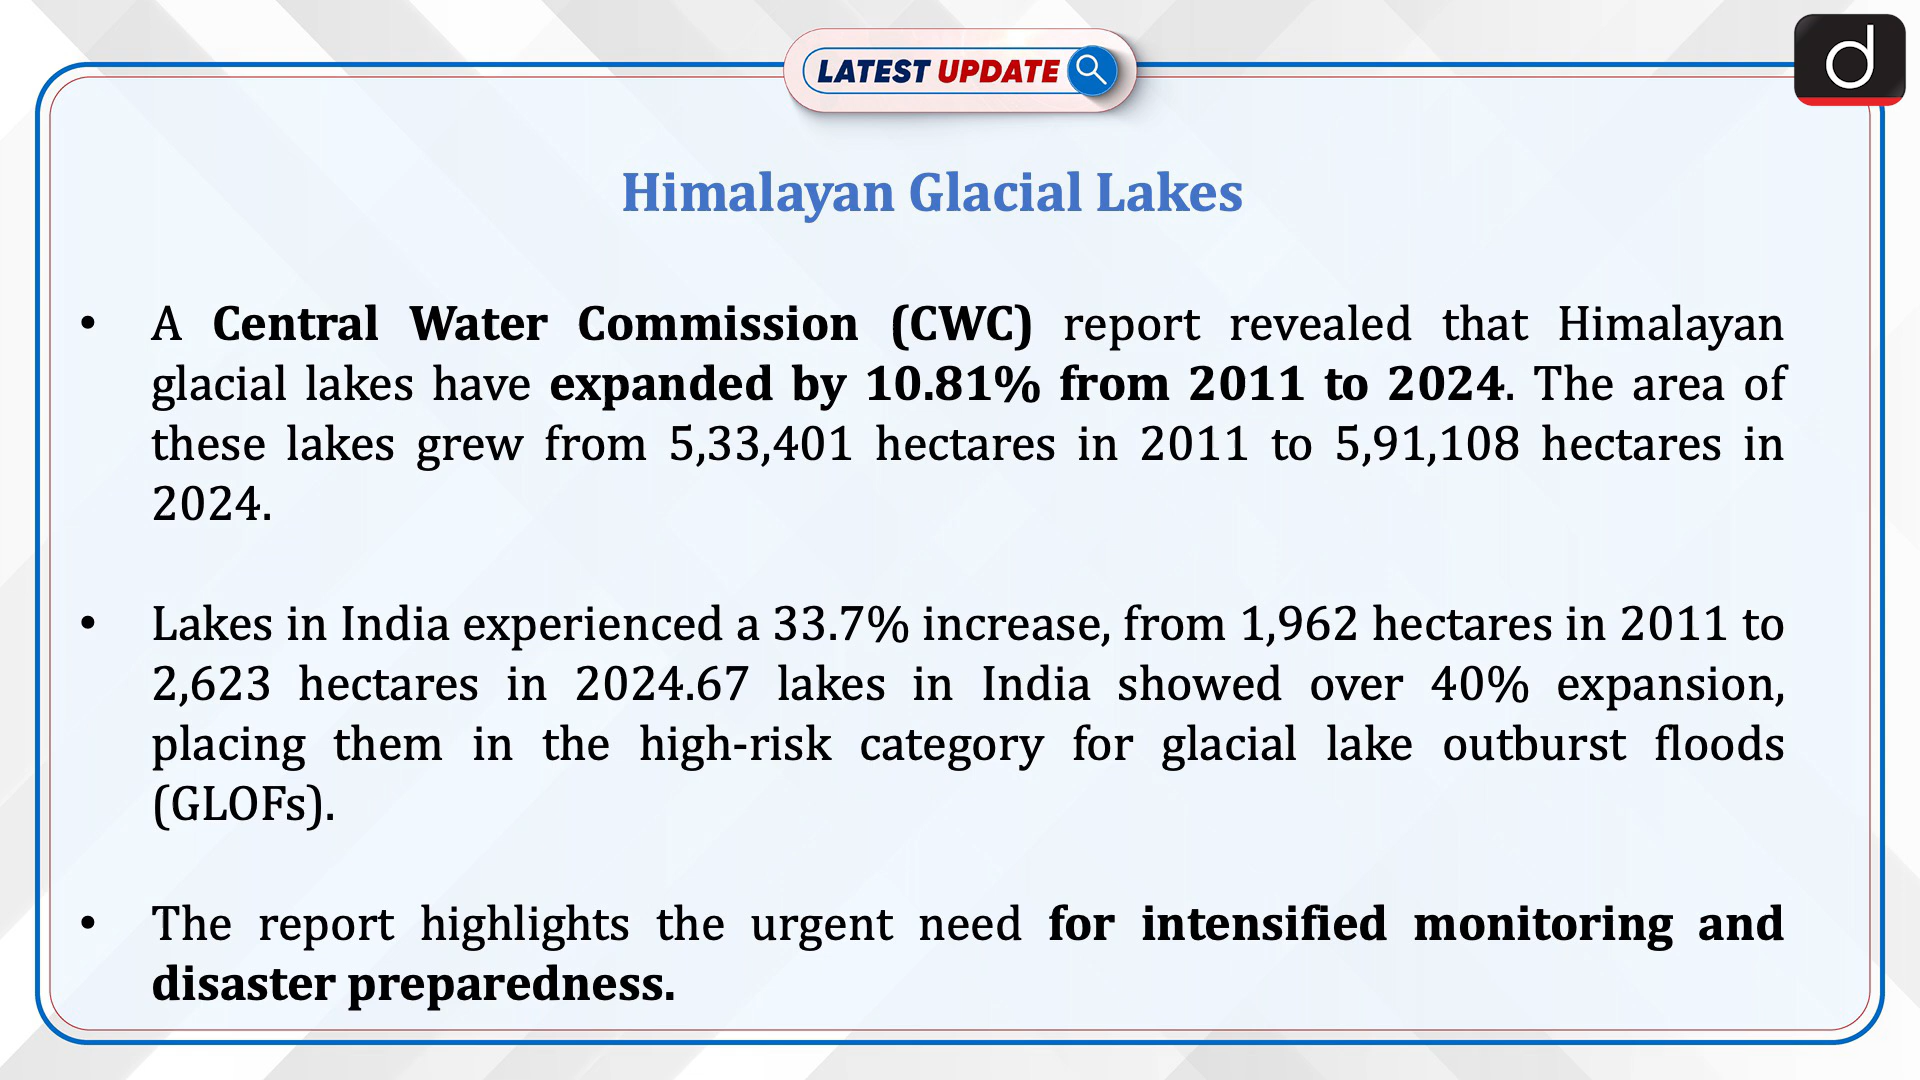 LATEST UPDATE
d
Himalayan Glacial Lakes
• A Central Water Commission (CWC) report revealed that Himalayan
glacial lakes have expanded by 10.81% from 2011 to 2024. The area of
these lakes grew from 5,33,401 hectares in 2011 to 5,91,108 hectares in
2024.
• Lakes in India experienced a 33.7% increase, from 1,962 hectares in 2011 to
2,623 hectares in 2024.67 lakes in India showed over 40% expansion,
placing them in the high-risk category for glacial lake outburst floods
(GLOFs).
• The report highlights the urgent need for intensified monitoring and
disaster preparedness.